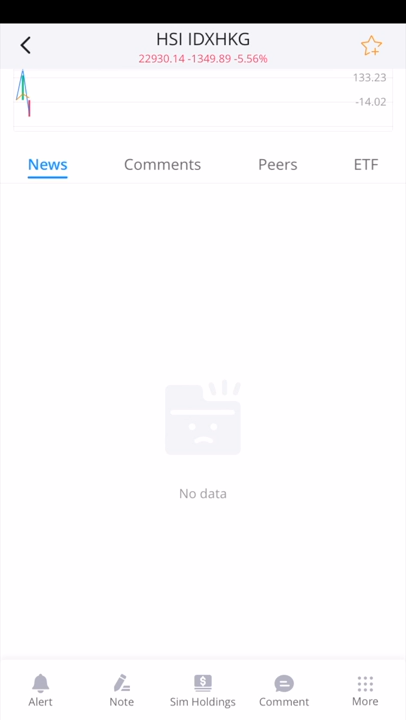 HSI IDXHKG
22930.14 -1349.89 -5.56%
133.23
-14.02
News Comments Peers ETF
No data
Alert Note Sim Holdings Comment More